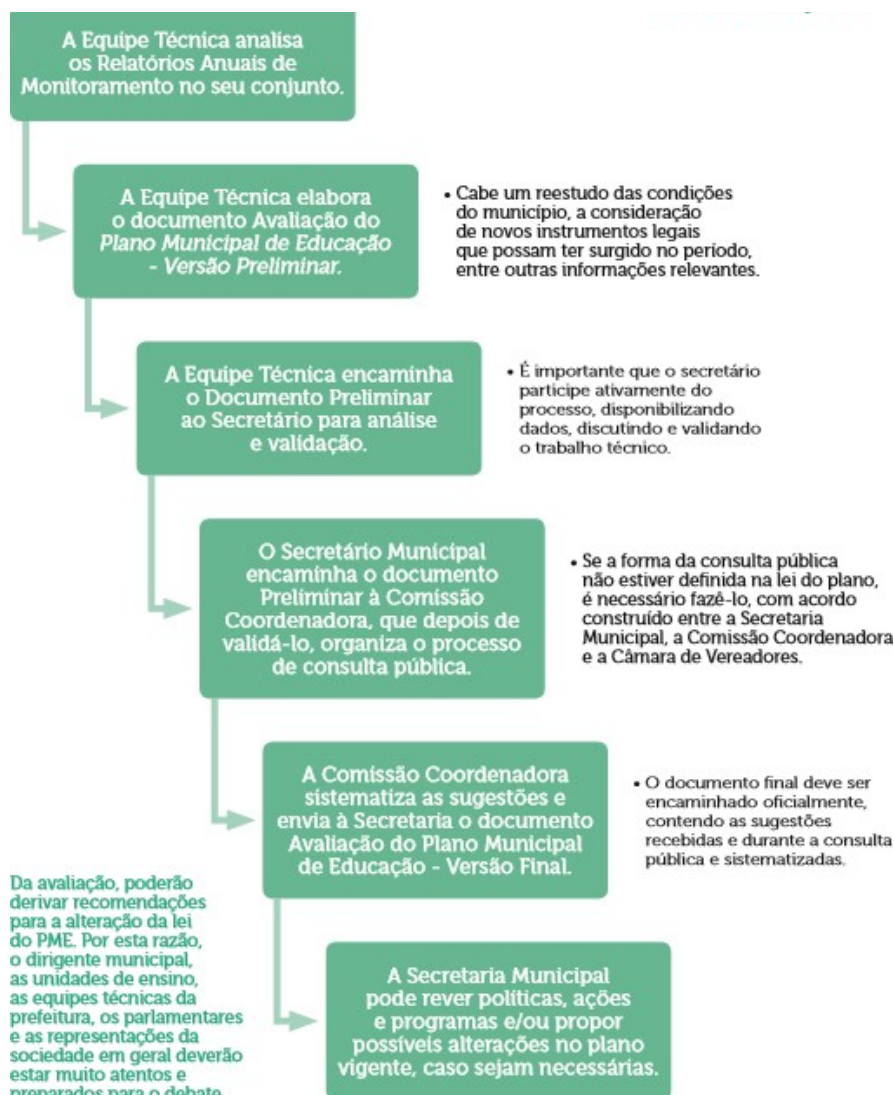 A Equipe Técnica analisa
os Relatórios Anuais de
Monitoramento no seu conjunto.
A Equipe Técnica elabora
o documento Avaliação do
Plano Municipal de Educação
- Versão Preliminar.
• Cabe um reestudo das condições
do município, a consideração
de novos instrumentos legais
que possam ter surgido no período,
entre outras informações relevantes.
A Equipe Técnica encaminha
o Documento Preliminar
ao Secretário para análise
e validação.
• É importante que o secretário
participe ativamente do
processo, disponibilizando
dados, discutindo e validando
o trabalho técnico.
O Secretário Municipal
encaminha o documento
Preliminar à Comissão
Coordenadora, que depois de
validá-lo, organiza o processo
de consulta pública.
• Se a forma da consulta pública
não estiver definida na lei do plano,
é necessário fazê-lo, com acordo
construído entre a Secretaria
Municipal, a Comissão Coordenadora
e a Câmara de Vereadores.
A Comissão Coordenadora
sistematiza as sugestões e
envia à Secretaria o documento
Avaliação do Plano Municipal
de Educação - Versão Final.
• O documento final deve ser
encaminhado oficialmente,
contendo as sugestões
recebidas e durante a consulta
pública e sistematizadas.
Da avaliação, poderão
derivar recomendações
para a alteração da lei
do PME. Por esta razão,
o dirigente municipal,
as unidades de ensino,
as equipes técnicas da
prefeitura, os parlamentares
e as representações da
sociedade em geral deverão
estar muito atentos e
preparados para o debate
A Secretaria Municipal
pode rever políticas, ações
e programas e/ou propor
possíveis alterações no plano
vigente, caso sejam necessárias.